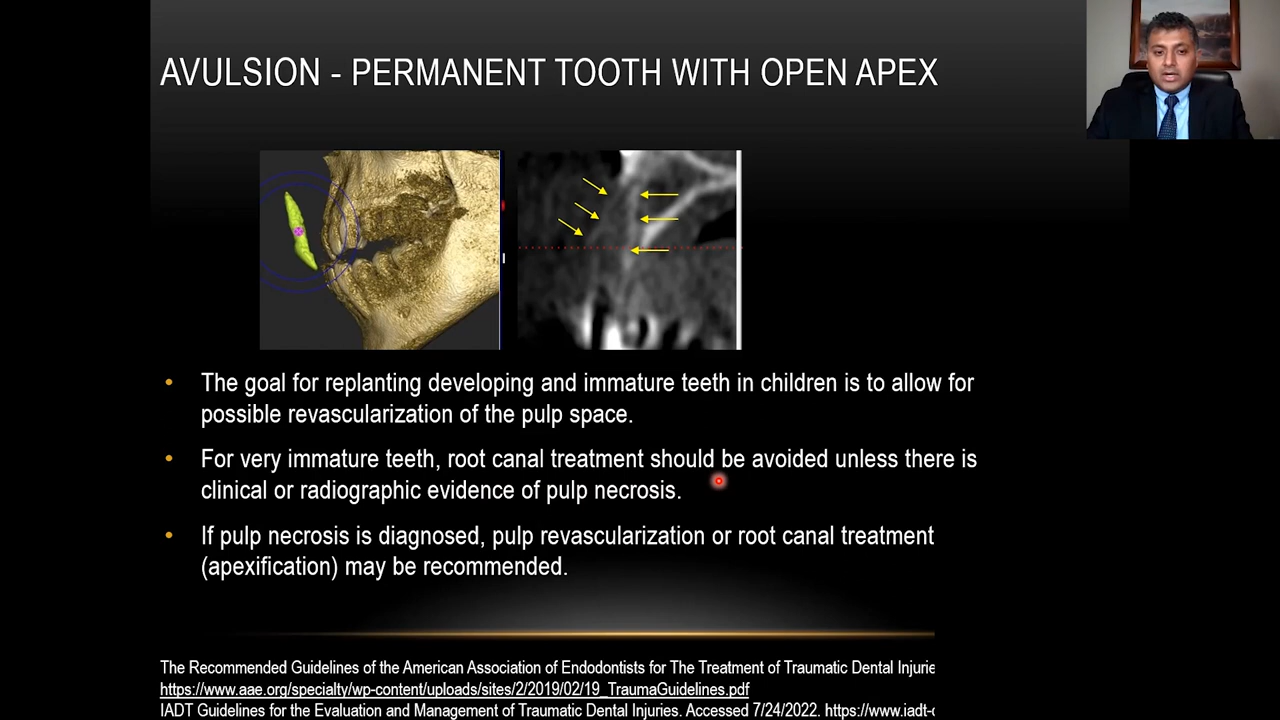 AVULSION - PERMANENT TOOTH WITH OPEN APEX
• The goal for replanting developing and immature teeth in children is to allow for
possible revascularization of the pulp space.
• For very immature teeth, root canal treatment should be avoided unless there is
clinical or radiographic evidence of pulp necrosis.
• If pulp necrosis is diagnosed, pulp revascularization or root canal treatment
(apexification) may be recommended.
The Recommended Guidelines of the American Association of Endodontists for The Treatment of Traumatic Dental Injurie
https://www.aae.org/specialty/wp-content/uploads/sites/2/2019/02/19_TraumaGuidelines.pdf
IADT Guidelines for the Evaluation and Management of Traumatic Dental Injuries. Accessed 7/24/2022. https://www.iadt-